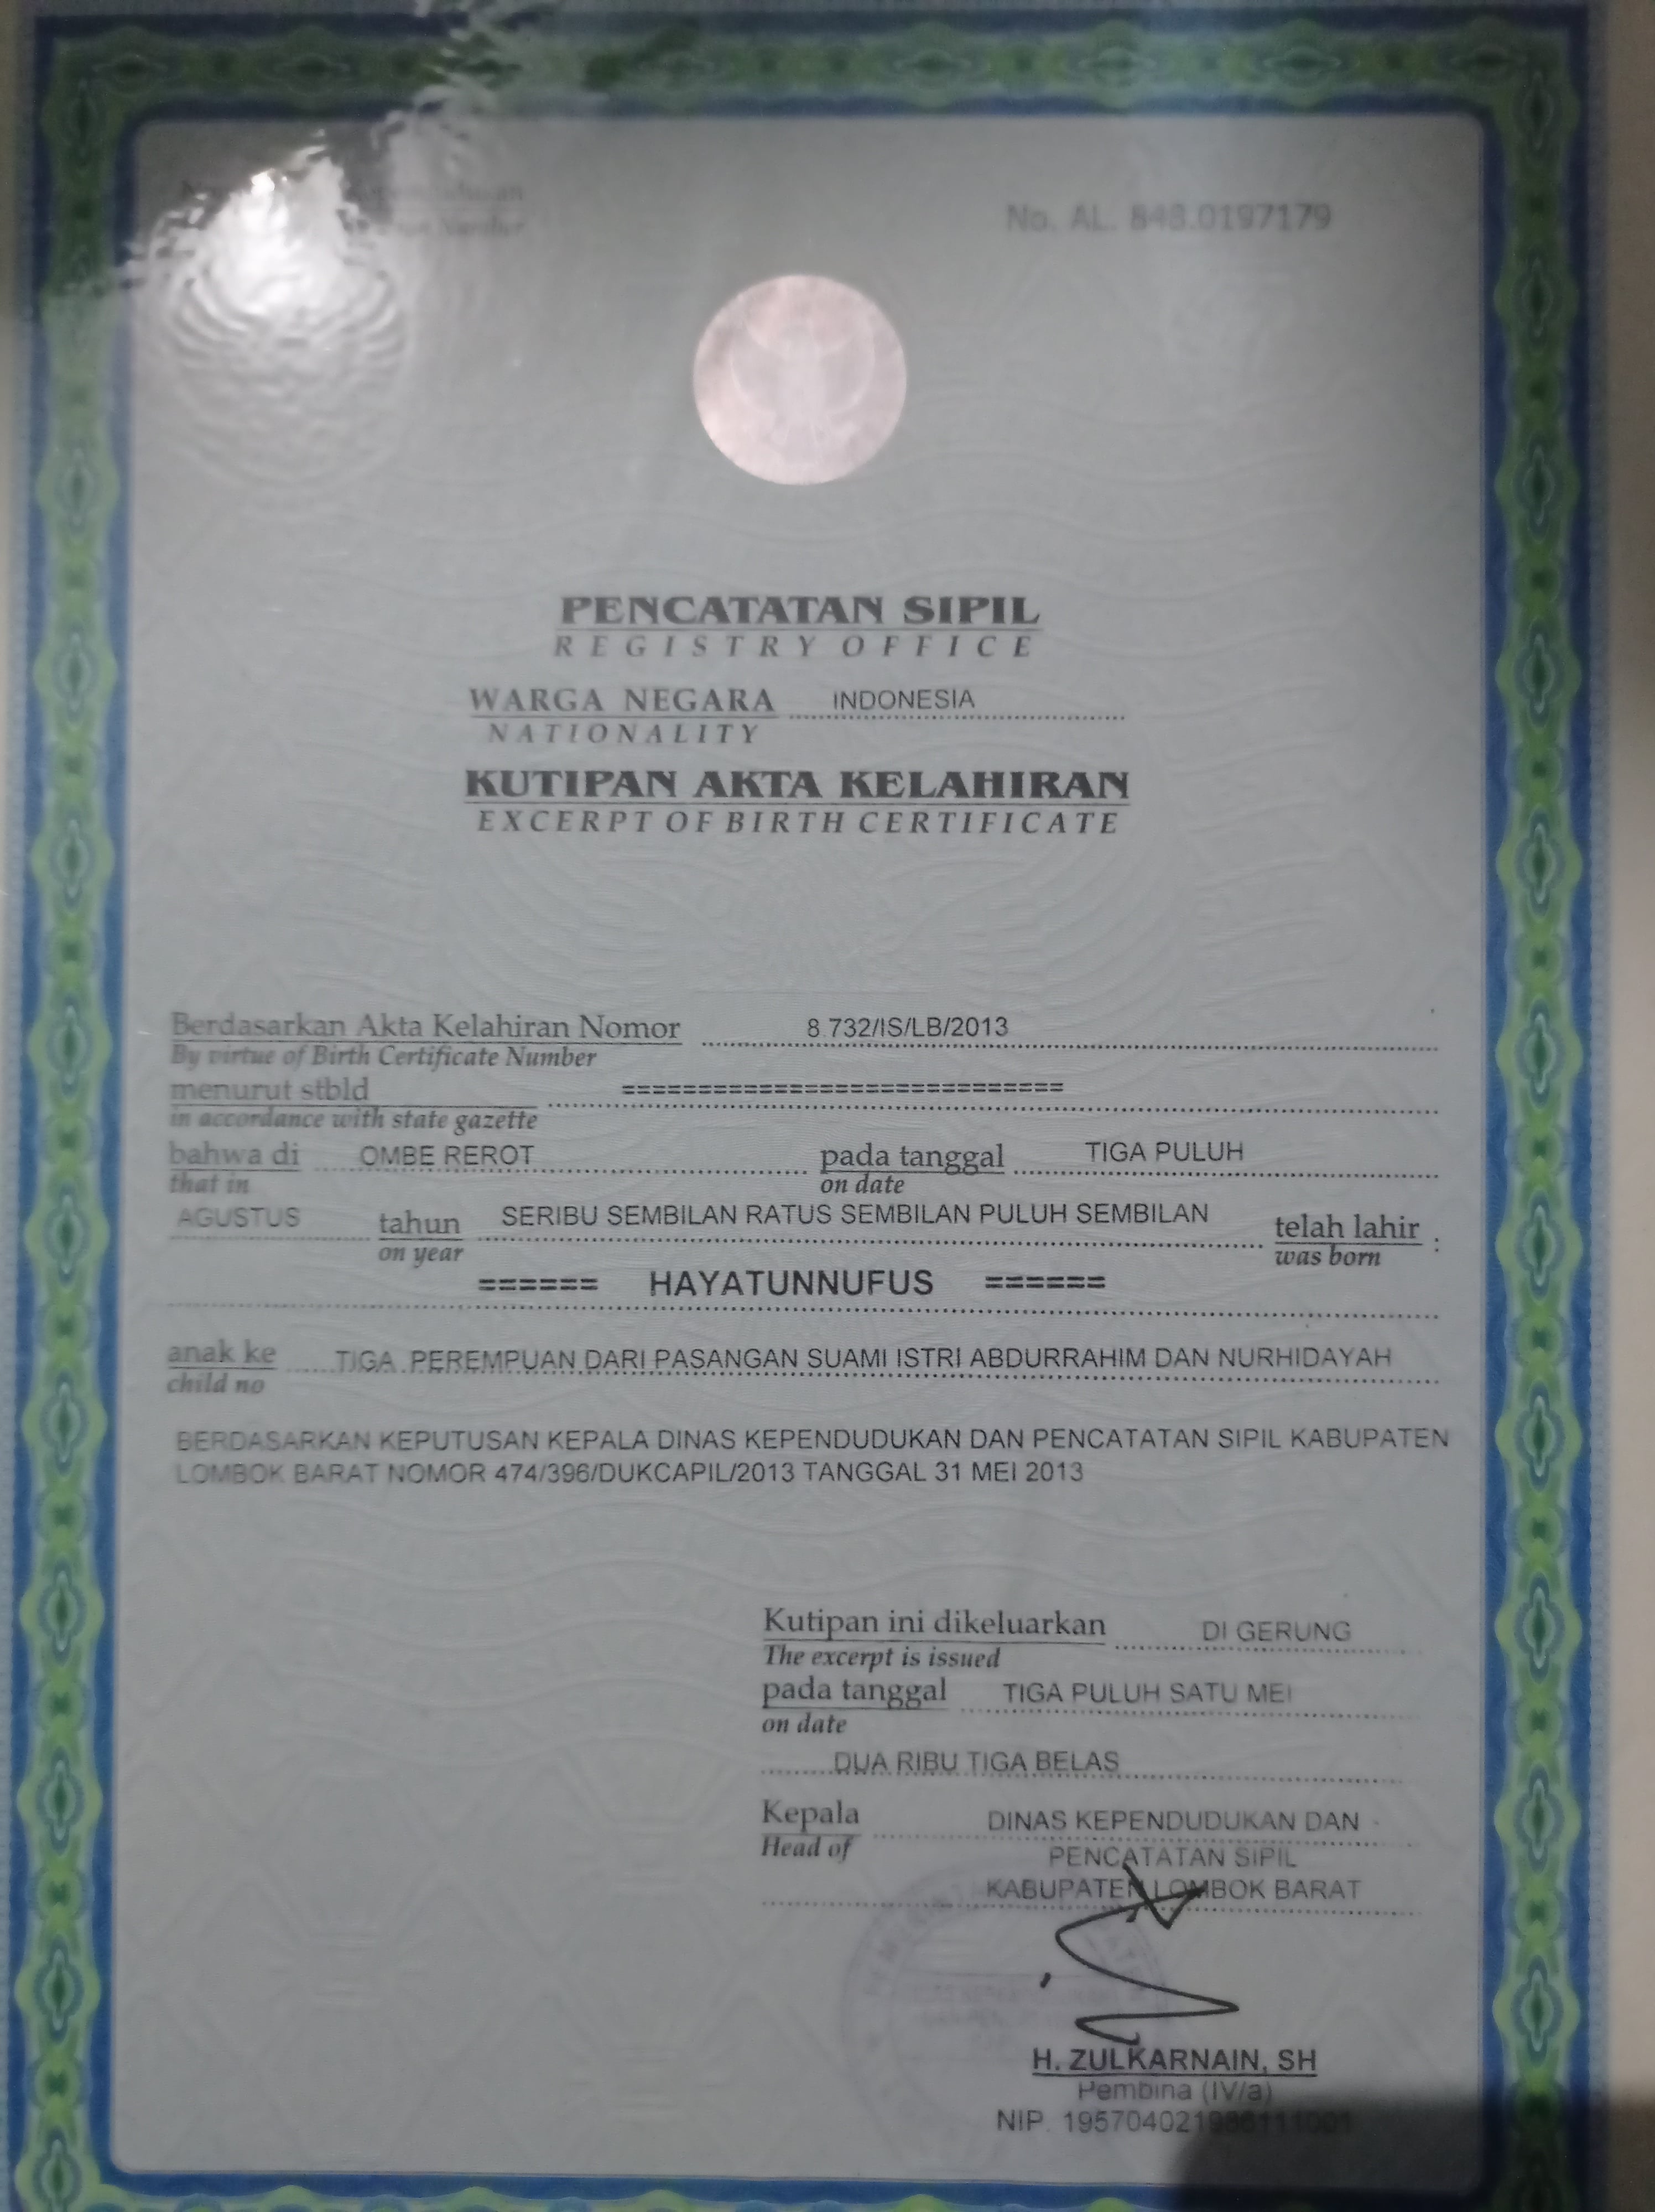 No. AL. 848.0197179
PENCATATAN SIPIL
REGISTRY OFFICE
WARGA NEGARA INDONESIA
NATIONALITY
KUTIPAN AKTA KELAHIRAN
EXCERPT OF BIRTH CERTIFICATE
Berdasarkan Akta Kelahiran Nomor 8.732/IS/LB/2013
By virtue of Birth Certificate Number
menurut stbld =============================
in accordance with state gazette
bahwa di OMBE REROT pada tanggal TIGA PULUH
that in on date
AGUSTUS tahun SERIBU SEMBILAN RATUS SEMBILAN PULUH SEMBILAN telah lahir :
on year was born
====== HAYATUNNUFUS ======
anak ke TIGA PEREMPUAN DARI PASANGAN SUAMI ISTRI ABDURRAHIM DAN NURHIDAYAH
child no
BERDASARKAN KEPUTUSAN KEPALA DINAS KEPENDUDUKAN DAN PENCATATAN SIPIL KABUPATEN
LOMBOK BARAT NOMOR 474/396/DUKCAPIL/2013 TANGGAL 31 MEI 2013
Kutipan ini dikeluarkan DI GERUNG
The excerpt is issued
pada tanggal TIGA PULUH SATU MEI
on date
DUA RIBU TIGA BELAS
Kepala DINAS KEPENDUDUKAN DAN
Head of
PENCATATAN SIPIL
KABUPATEN LOMBOK BARAT
H. ZULKARNAIN, SH
Pembina (IV/a)
NIP. 195704021986111001